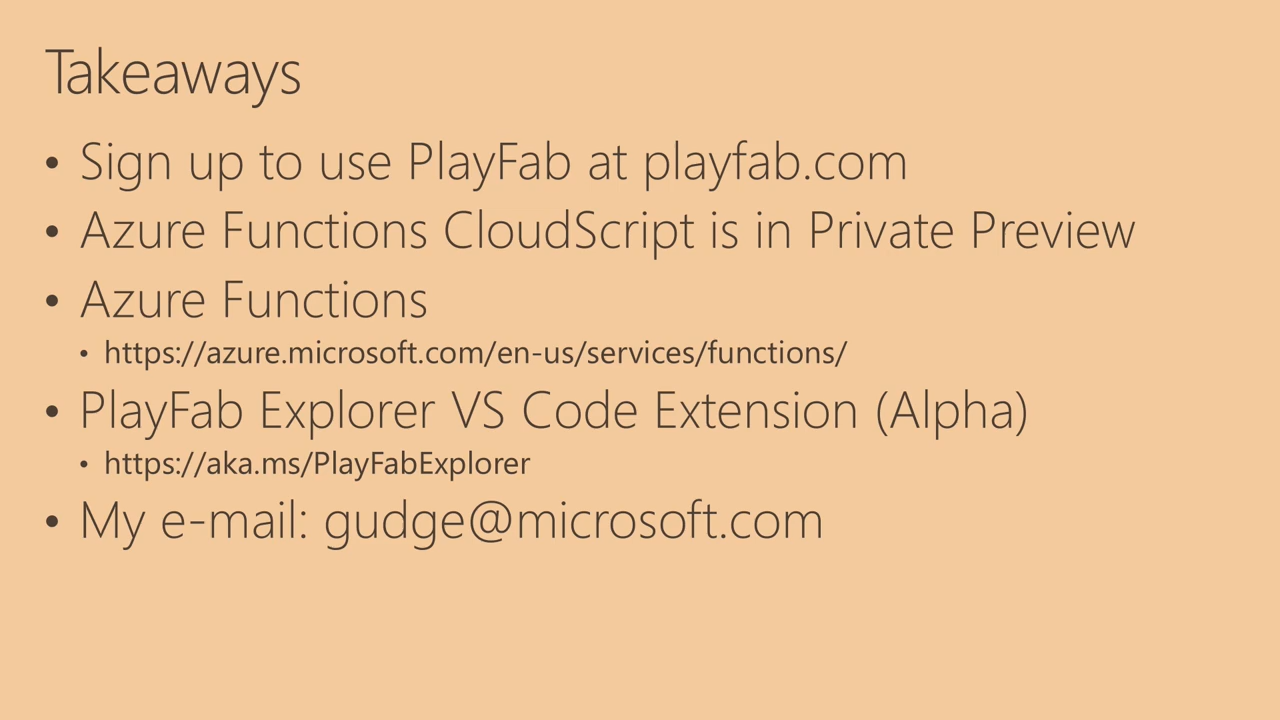 Takeaways
• Sign up to use PlayFab at playfab.com
• Azure Functions CloudScript is in Private Preview
• Azure Functions
• https://azure.microsoft.com/en-us/services/functions/
• PlayFab Explorer VS Code Extension (Alpha)
• https://aka.ms/PlayFabExplorer
• My e-mail: gudge@microsoft.com